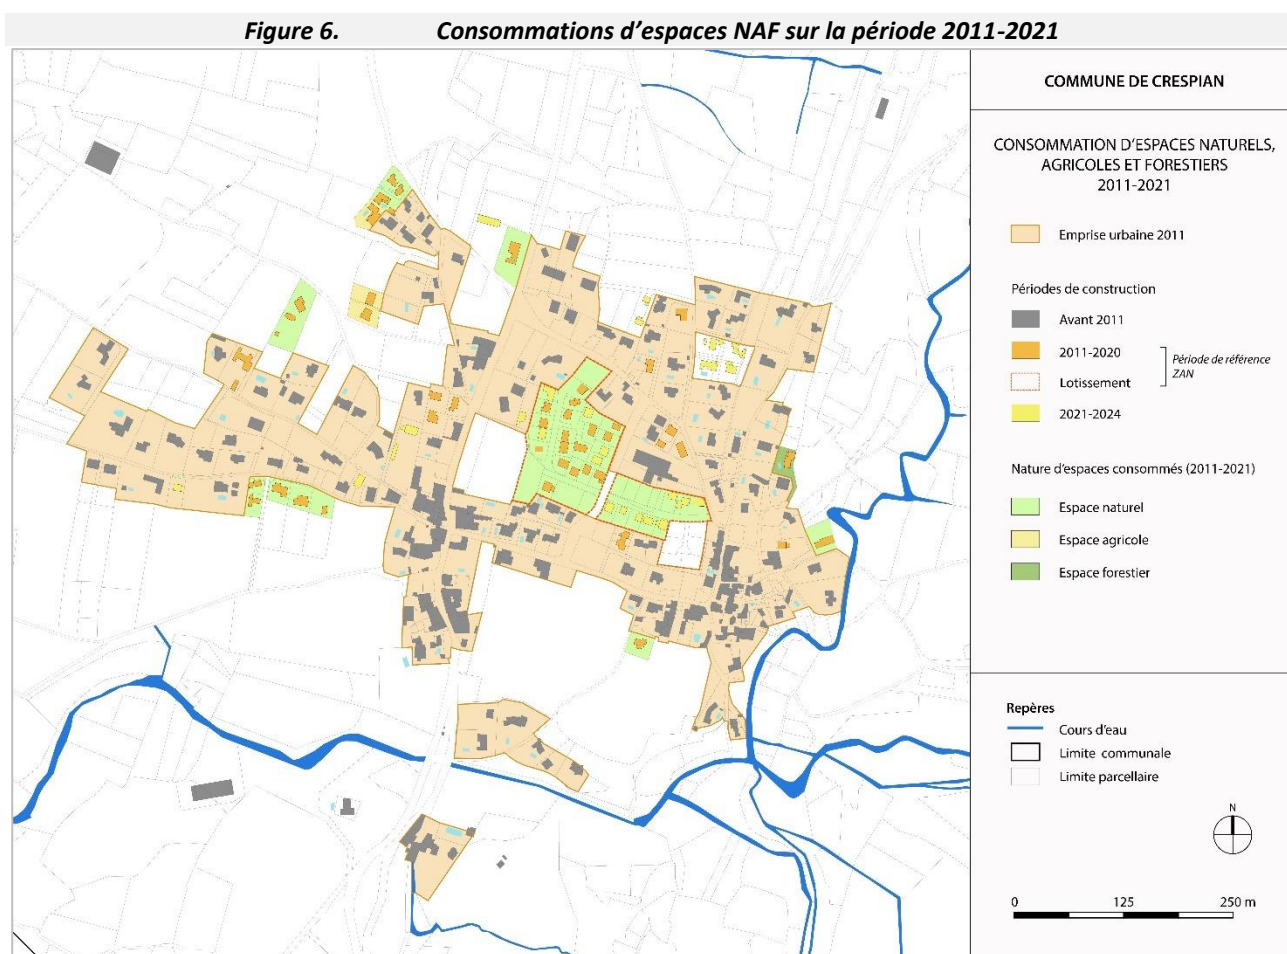 Figure 6. Consommations d’espaces NAF sur la période 2011-2021
COMMUNE DE CRESPIAN
CONSOMMATION D'ESPACES NATURELS,
AGRICOLES ET FORESTIERS
2011-2021
Emprise urbaine 2011
Périodes de construction
Avant 2011
2011-2020
Lotissement
Période de référence
ZAN
2021-2024
Nature d'espaces consommés (2011-2021)
Espace naturel
Espace agricole
Espace forestier
Repères
Cours d'eau
Limite communale
Limite parcellaire
N
0 125 250 m